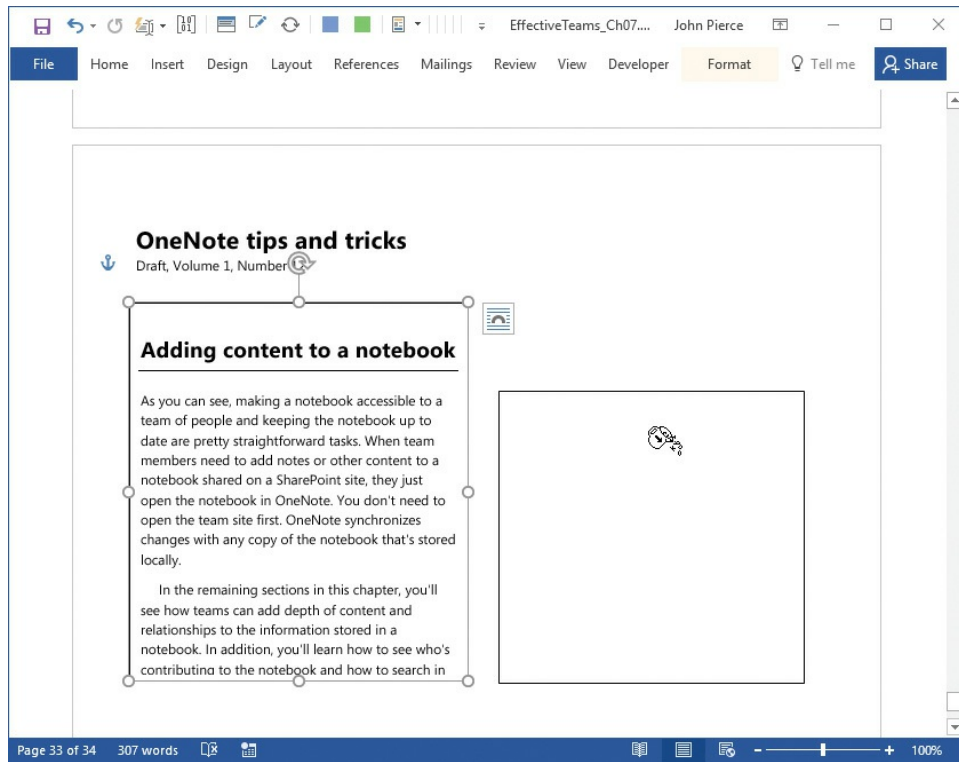 EffectiveTeams_Ch07.... John Pierce
File Home Insert Design Layout References Mailings Review View Developer Format Tell me Share
OneNote tips and tricks
Draft, Volume 1, Number
Adding content to a notebook
As you can see, making a notebook accessible to a
team of people and keeping the notebook up to
date are pretty straightforward tasks. When team
members need to add notes or other content to a
notebook shared on a SharePoint site, they just
open the notebook in OneNote. You don't need to
open the team site first. OneNote synchronizes
changes with any copy of the notebook that's stored
locally.
In the remaining sections in this chapter, you'll
see how teams can add depth of content and
relationships to the information stored in a
notebook. In addition, you'll learn how to see who's
contributing to the notebook and how to search in
Page 33 of 34 307 words 100%